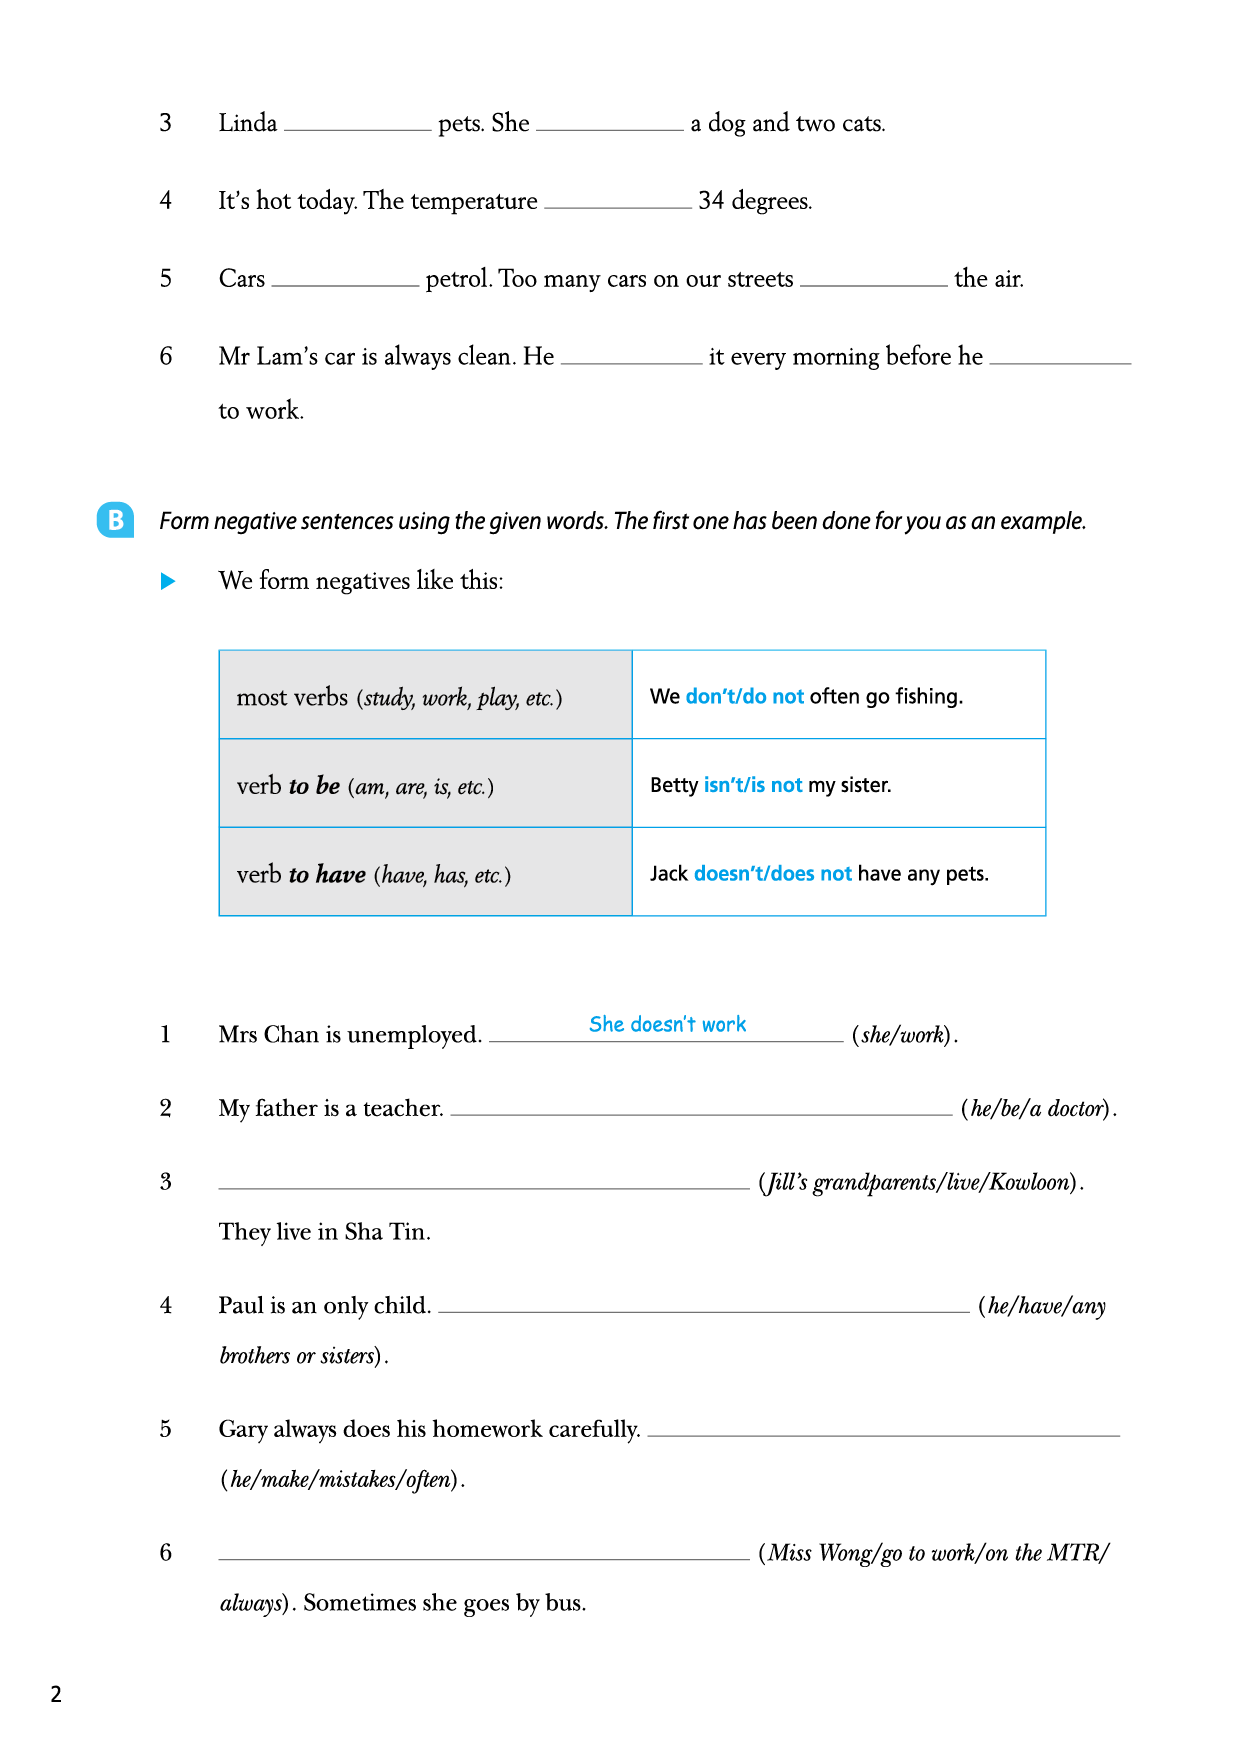 3 Linda ____________ pets. She ____________ a dog and two cats.
4 It's hot today. The temperature ____________ 34 degrees.
5 Cars ____________ petrol. Too many cars on our streets ____________ the air.
6 Mr Lam's car is always clean. He ____________ it every morning before he ____________
to work.
B Form negative sentences using the given words. The first one has been done for you as an example.
▶ We form negatives like this:
most verbs (study, work, play, etc.) We don't/do not often go fishing.
verb to be (am, are, is, etc.) Betty isn't/is not my sister.
verb to have (have, has, etc.) Jack doesn't/does not have any pets.
1 Mrs Chan is unemployed. She doesn't work (she/work).
2 My father is a teacher. ____________ (he/be/a doctor).
3 ____________ (Jill's grandparents/live/Kowloon).
They live in Sha Tin.
4 Paul is an only child. ____________ (he/have/any
brothers or sisters).
5 Gary always does his homework carefully. ____________
(he/make/mistakes/often).
6 ____________ (Miss Wong/go to work/on the MTR/
always). Sometimes she goes by bus.
2